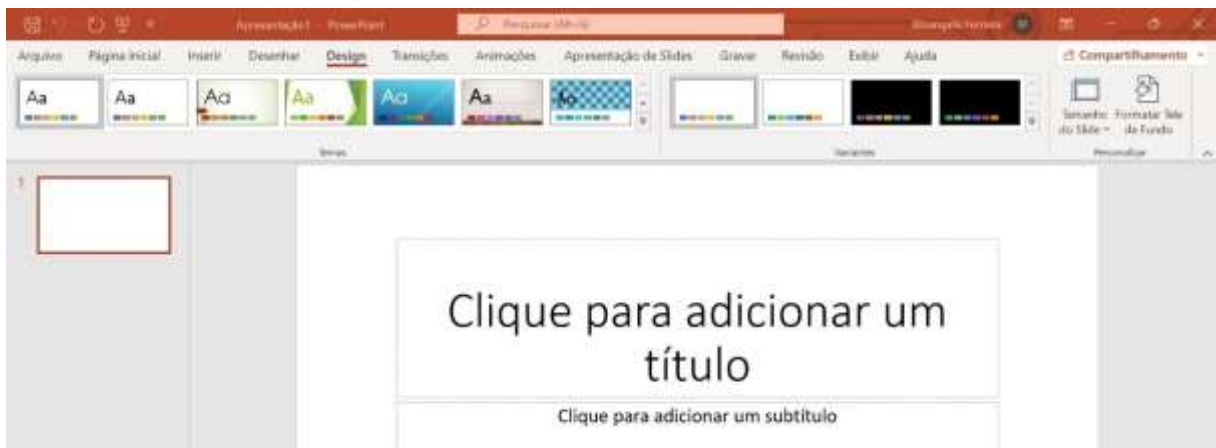 Apresentação1 - PowerPoint
Pesquisar (Alt+G)
Arquivo Página Inicial Inserir Desenhar Design Transições Animações Apresentação de Slides Gravar Revisão Exibir Ajuda Compartilhamento
Aa Aa Aa Aa Aa Aa Aa
Tamanho do Slide Formatar Tela de Fundo
Temas Variantes Personalizar
1
Clique para adicionar um
título
Clique para adicionar um subtítulo